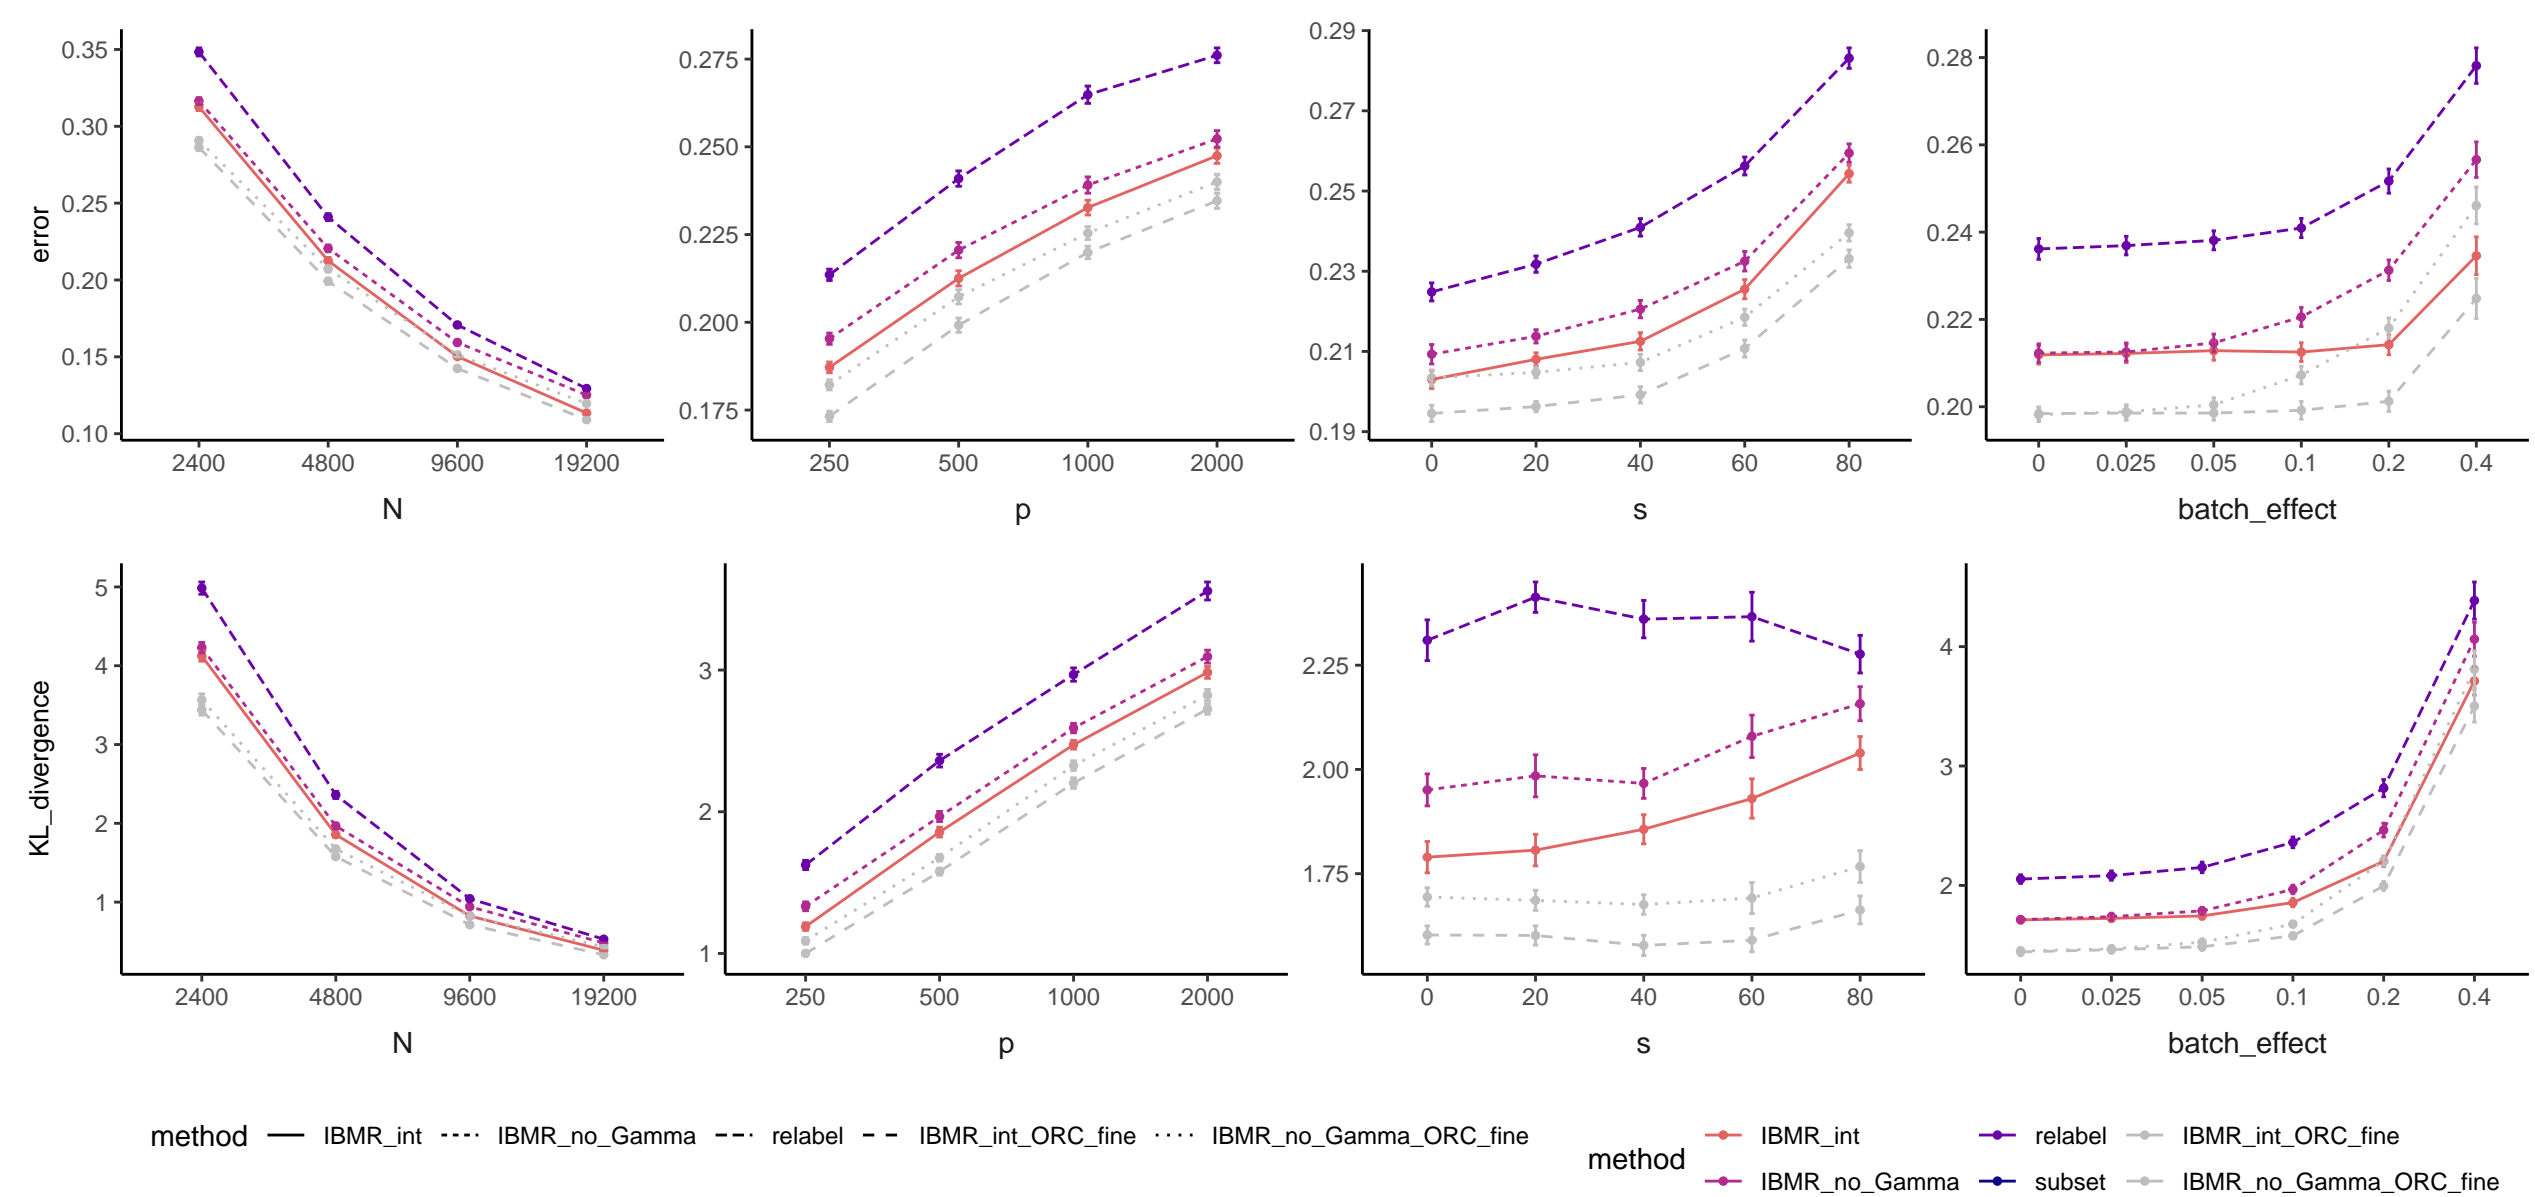 error
0.35
0.30
0.25
0.20
0.15
0.10
2400 4800 9600 19200
N
0.275
0.250
0.225
0.200
0.175
250 500 1000 2000
p
0.29
0.27
0.25
0.23
0.21
0.19
0 20 40 60 80
s
0.28
0.26
0.24
0.22
0.20
0 0.025 0.05 0.1 0.2 0.4
batch_effect
KL_divergence
5
4
3
2
1
2400 4800 9600 19200
N
3
2
1
250 500 1000 2000
p
2.25
2.00
1.75
0 20 40 60 80
s
4
3
2
0 0.025 0.05 0.1 0.2 0.4
batch_effect
method IBMR_int IBMR_no_Gamma relabel IBMR_int_ORC_fine IBMR_no_Gamma_ORC_fine
method
IBMR_int relabel IBMR_int_ORC_fine
IBMR_no_Gamma subset IBMR_no_Gamma_ORC_fine